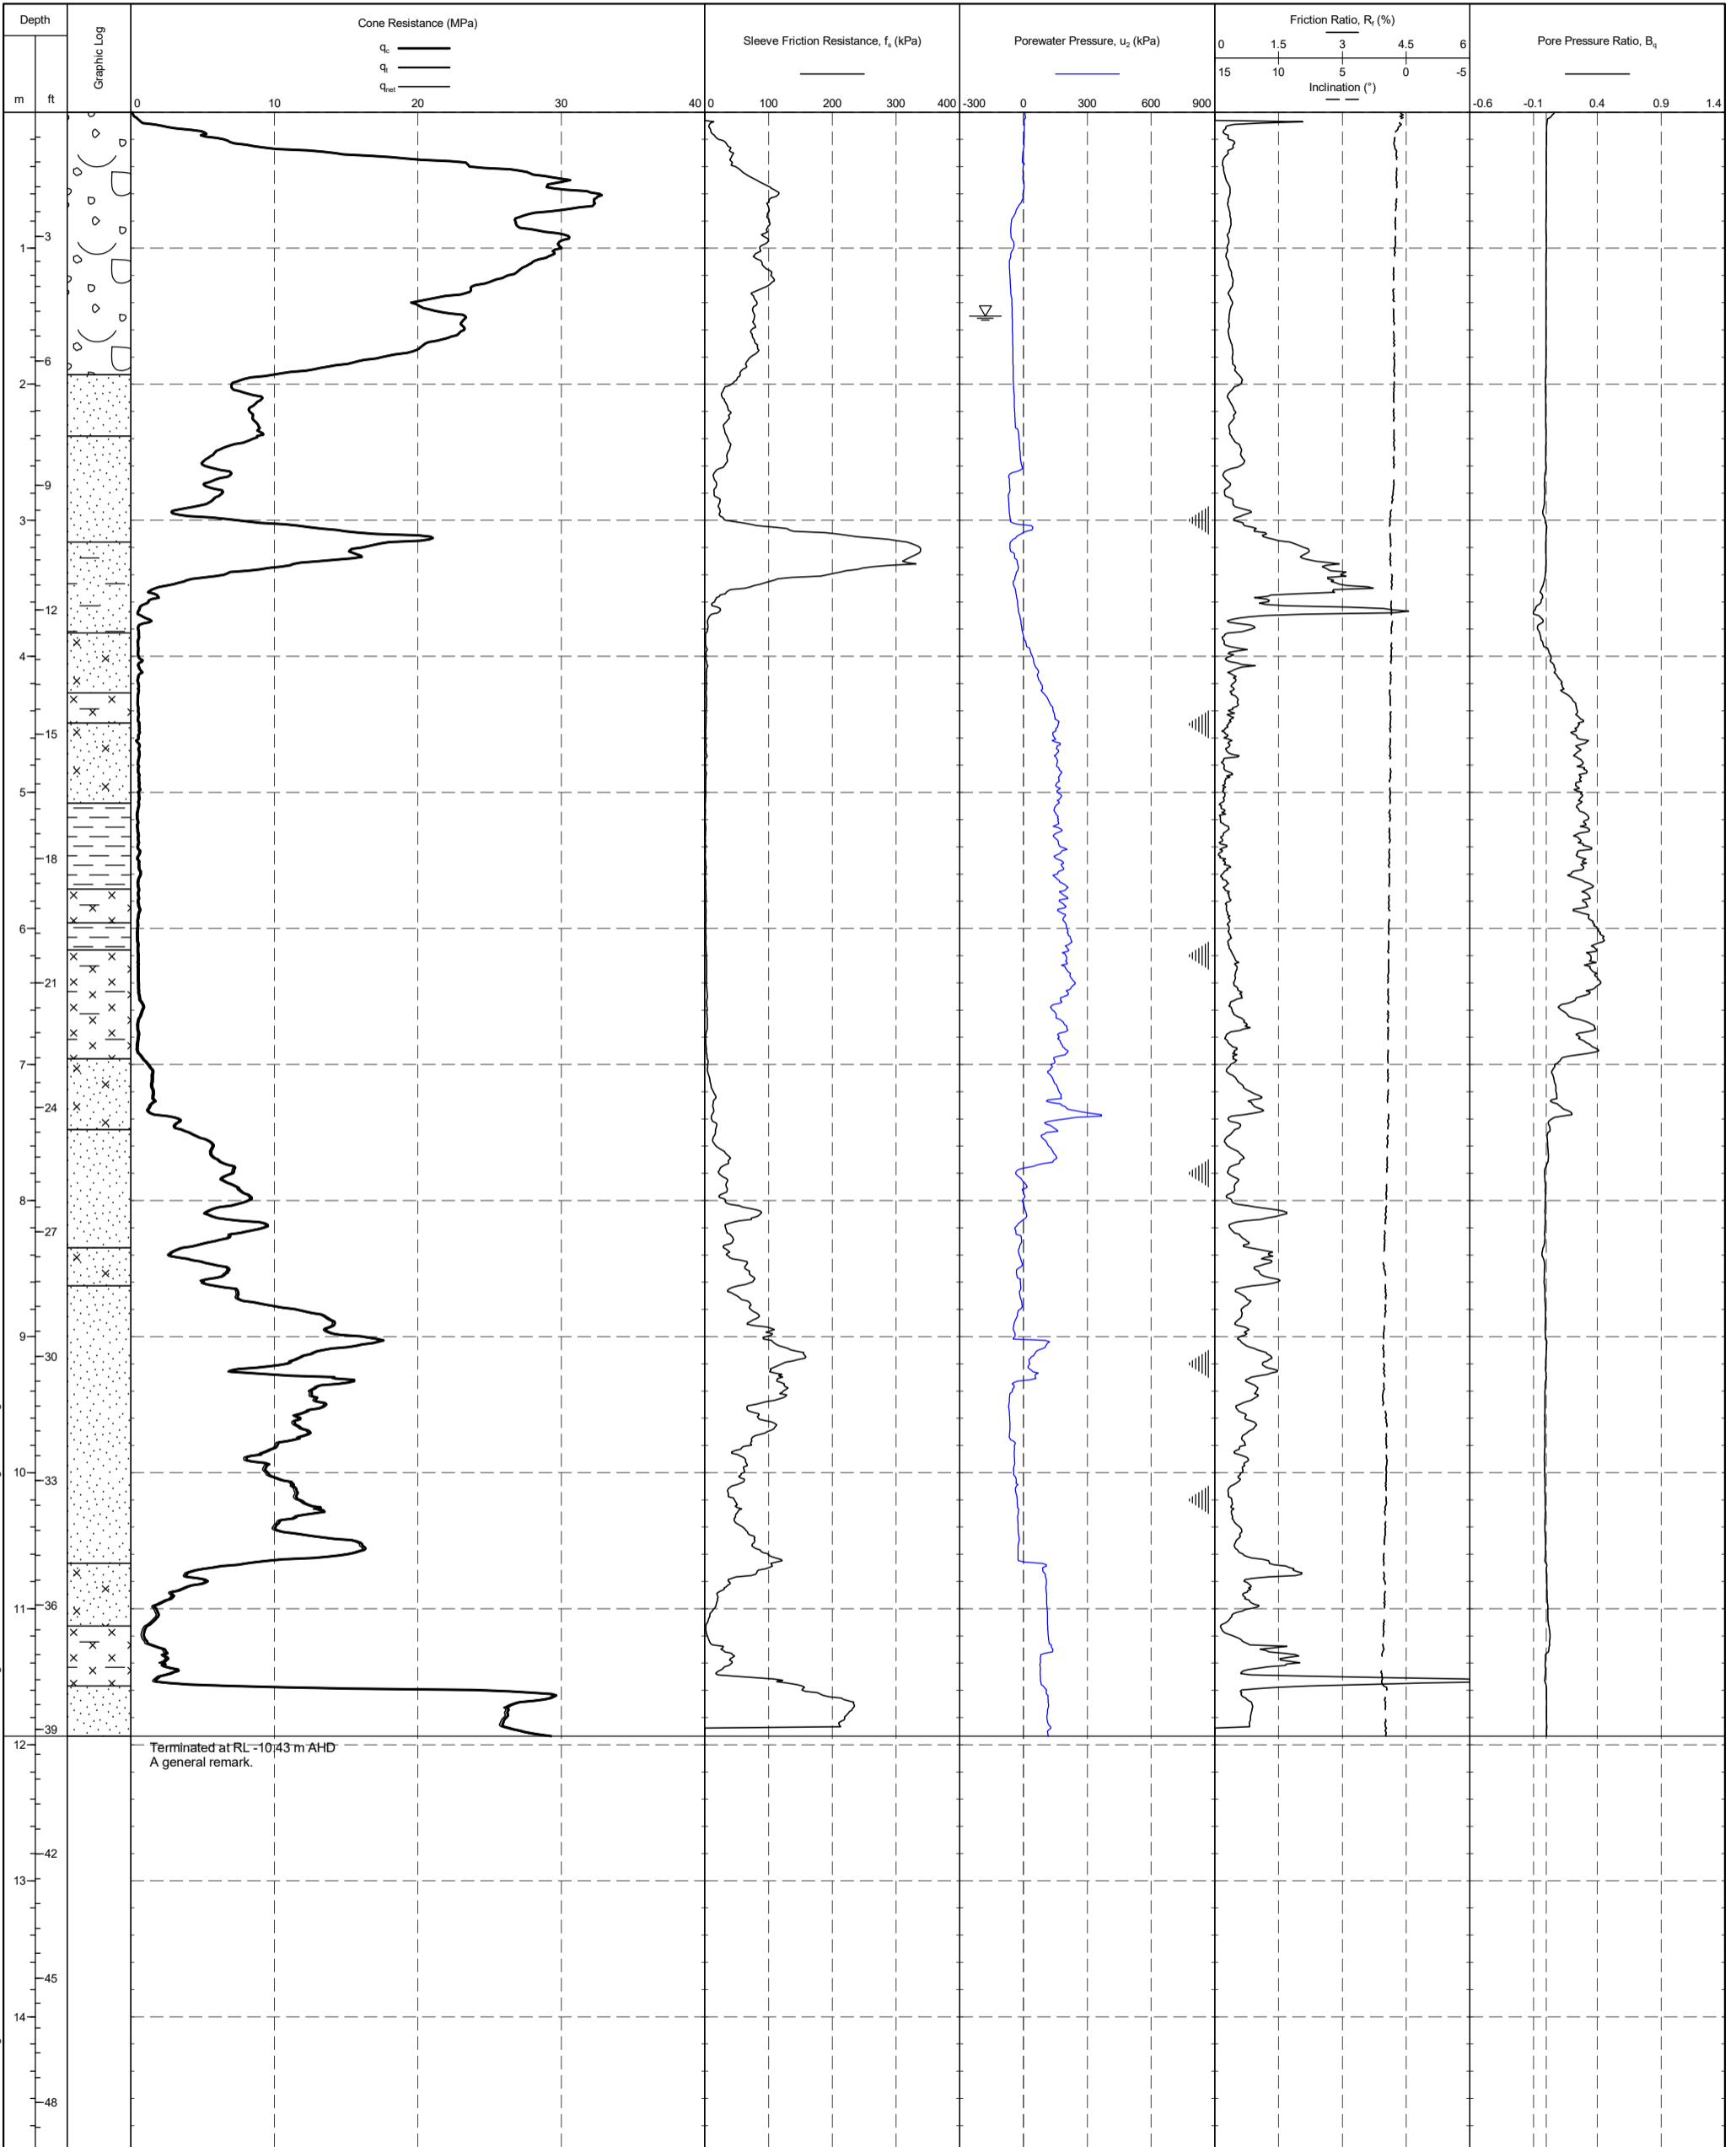 Depth
m
ft
Graphic Log
Cone Resistance (MPa)
qc
qt
qnet
0 10 20 30 40
Sleeve Friction Resistance, fs (kPa)
0 100 200 300 400
Porewater Pressure, u2 (kPa)
-300 0 300 600 900
Friction Ratio, Rf (%)
0 1.5 3 4.5 6
15 10 5 0 -5
Inclination (°)
Pore Pressure Ratio, Bq
-0.6 -0.1 0.4 0.9 1.4
3
1
6
2
9
3
12
4
15
5
18
6
21
7
24
8
27
9
30
10
33
11
36
39
12
Terminated at RL -10.43 m AHD
A general remark.
42
13
45
14
48